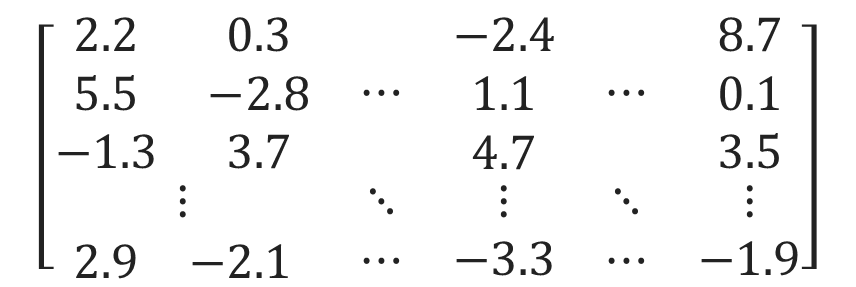 2.2 0.3 −2.4 8.7
5.5 −2.8 ⋯ 1.1 ⋯ 0.1
−1.3 3.7 4.7 3.5
⋮ ⋱ ⋮ ⋱ ⋮
2.9 −2.1 ⋯ −3.3 ⋯ −1.9